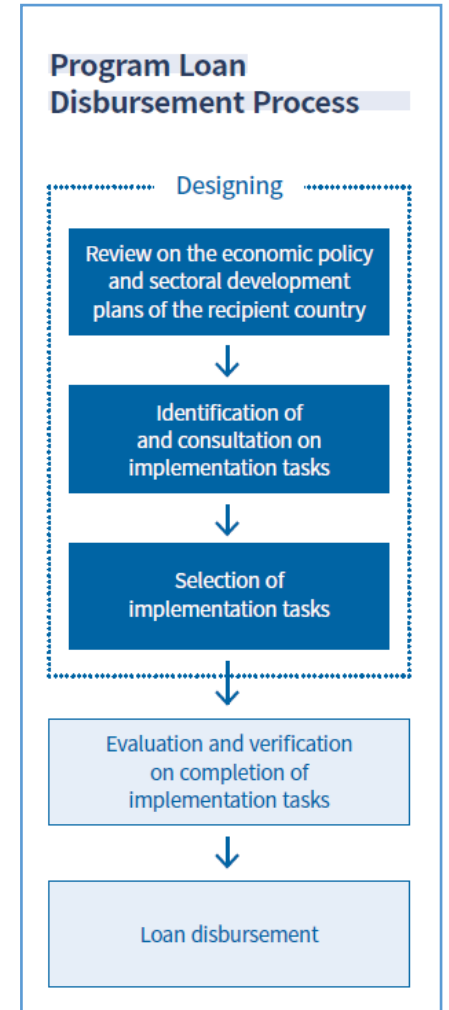 Program Loan
Disbursement Process
Designing
Review on the economic policy
and sectoral development
plans of the recipient country
Identification of
and consultation on
implementation tasks
Selection of
implementation tasks
Evaluation and verification
on completion of
implementation tasks
Loan disbursement